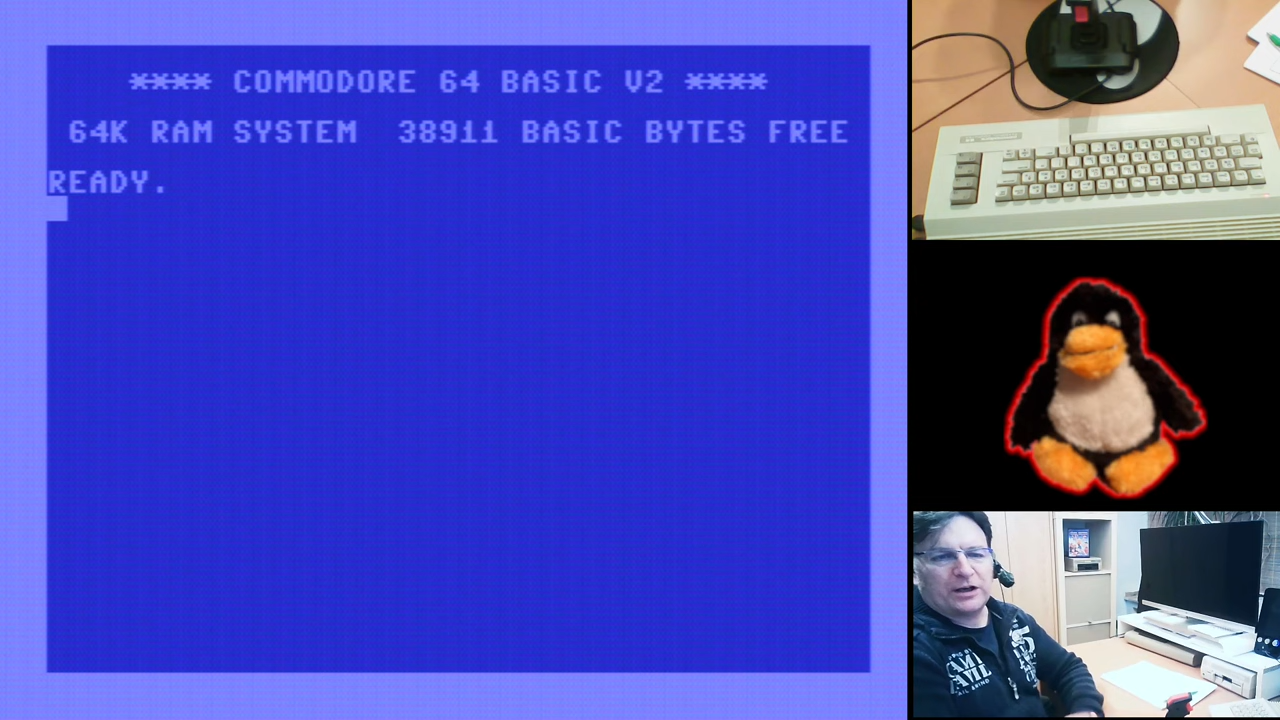 **** COMMODORE 64 BASIC V2 ****
64K RAM SYSTEM  38911 BASIC BYTES FREE
READY.